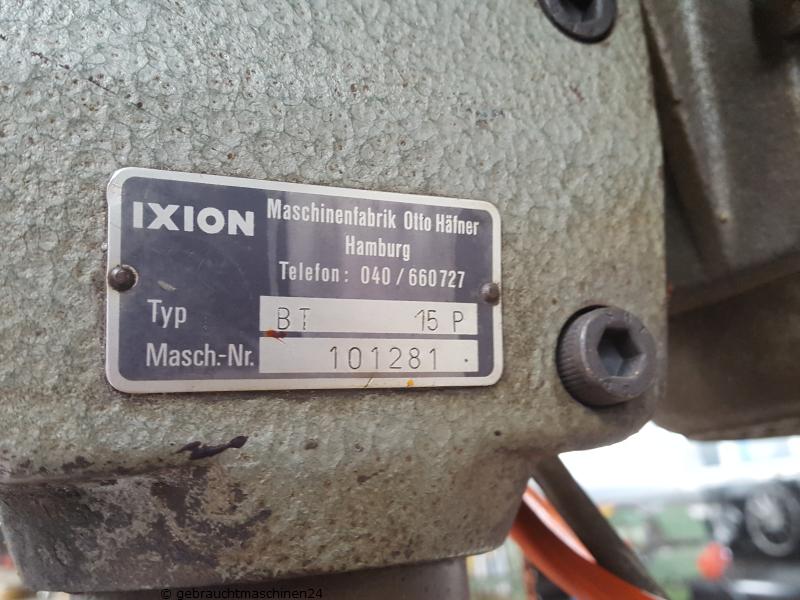 IXION
Maschinenfabrik Otto Häfner
Hamburg
Telefon: 040/660727
Typ BT 15 P
Masch.-Nr. 101281
© gebrauchtmaschinen24